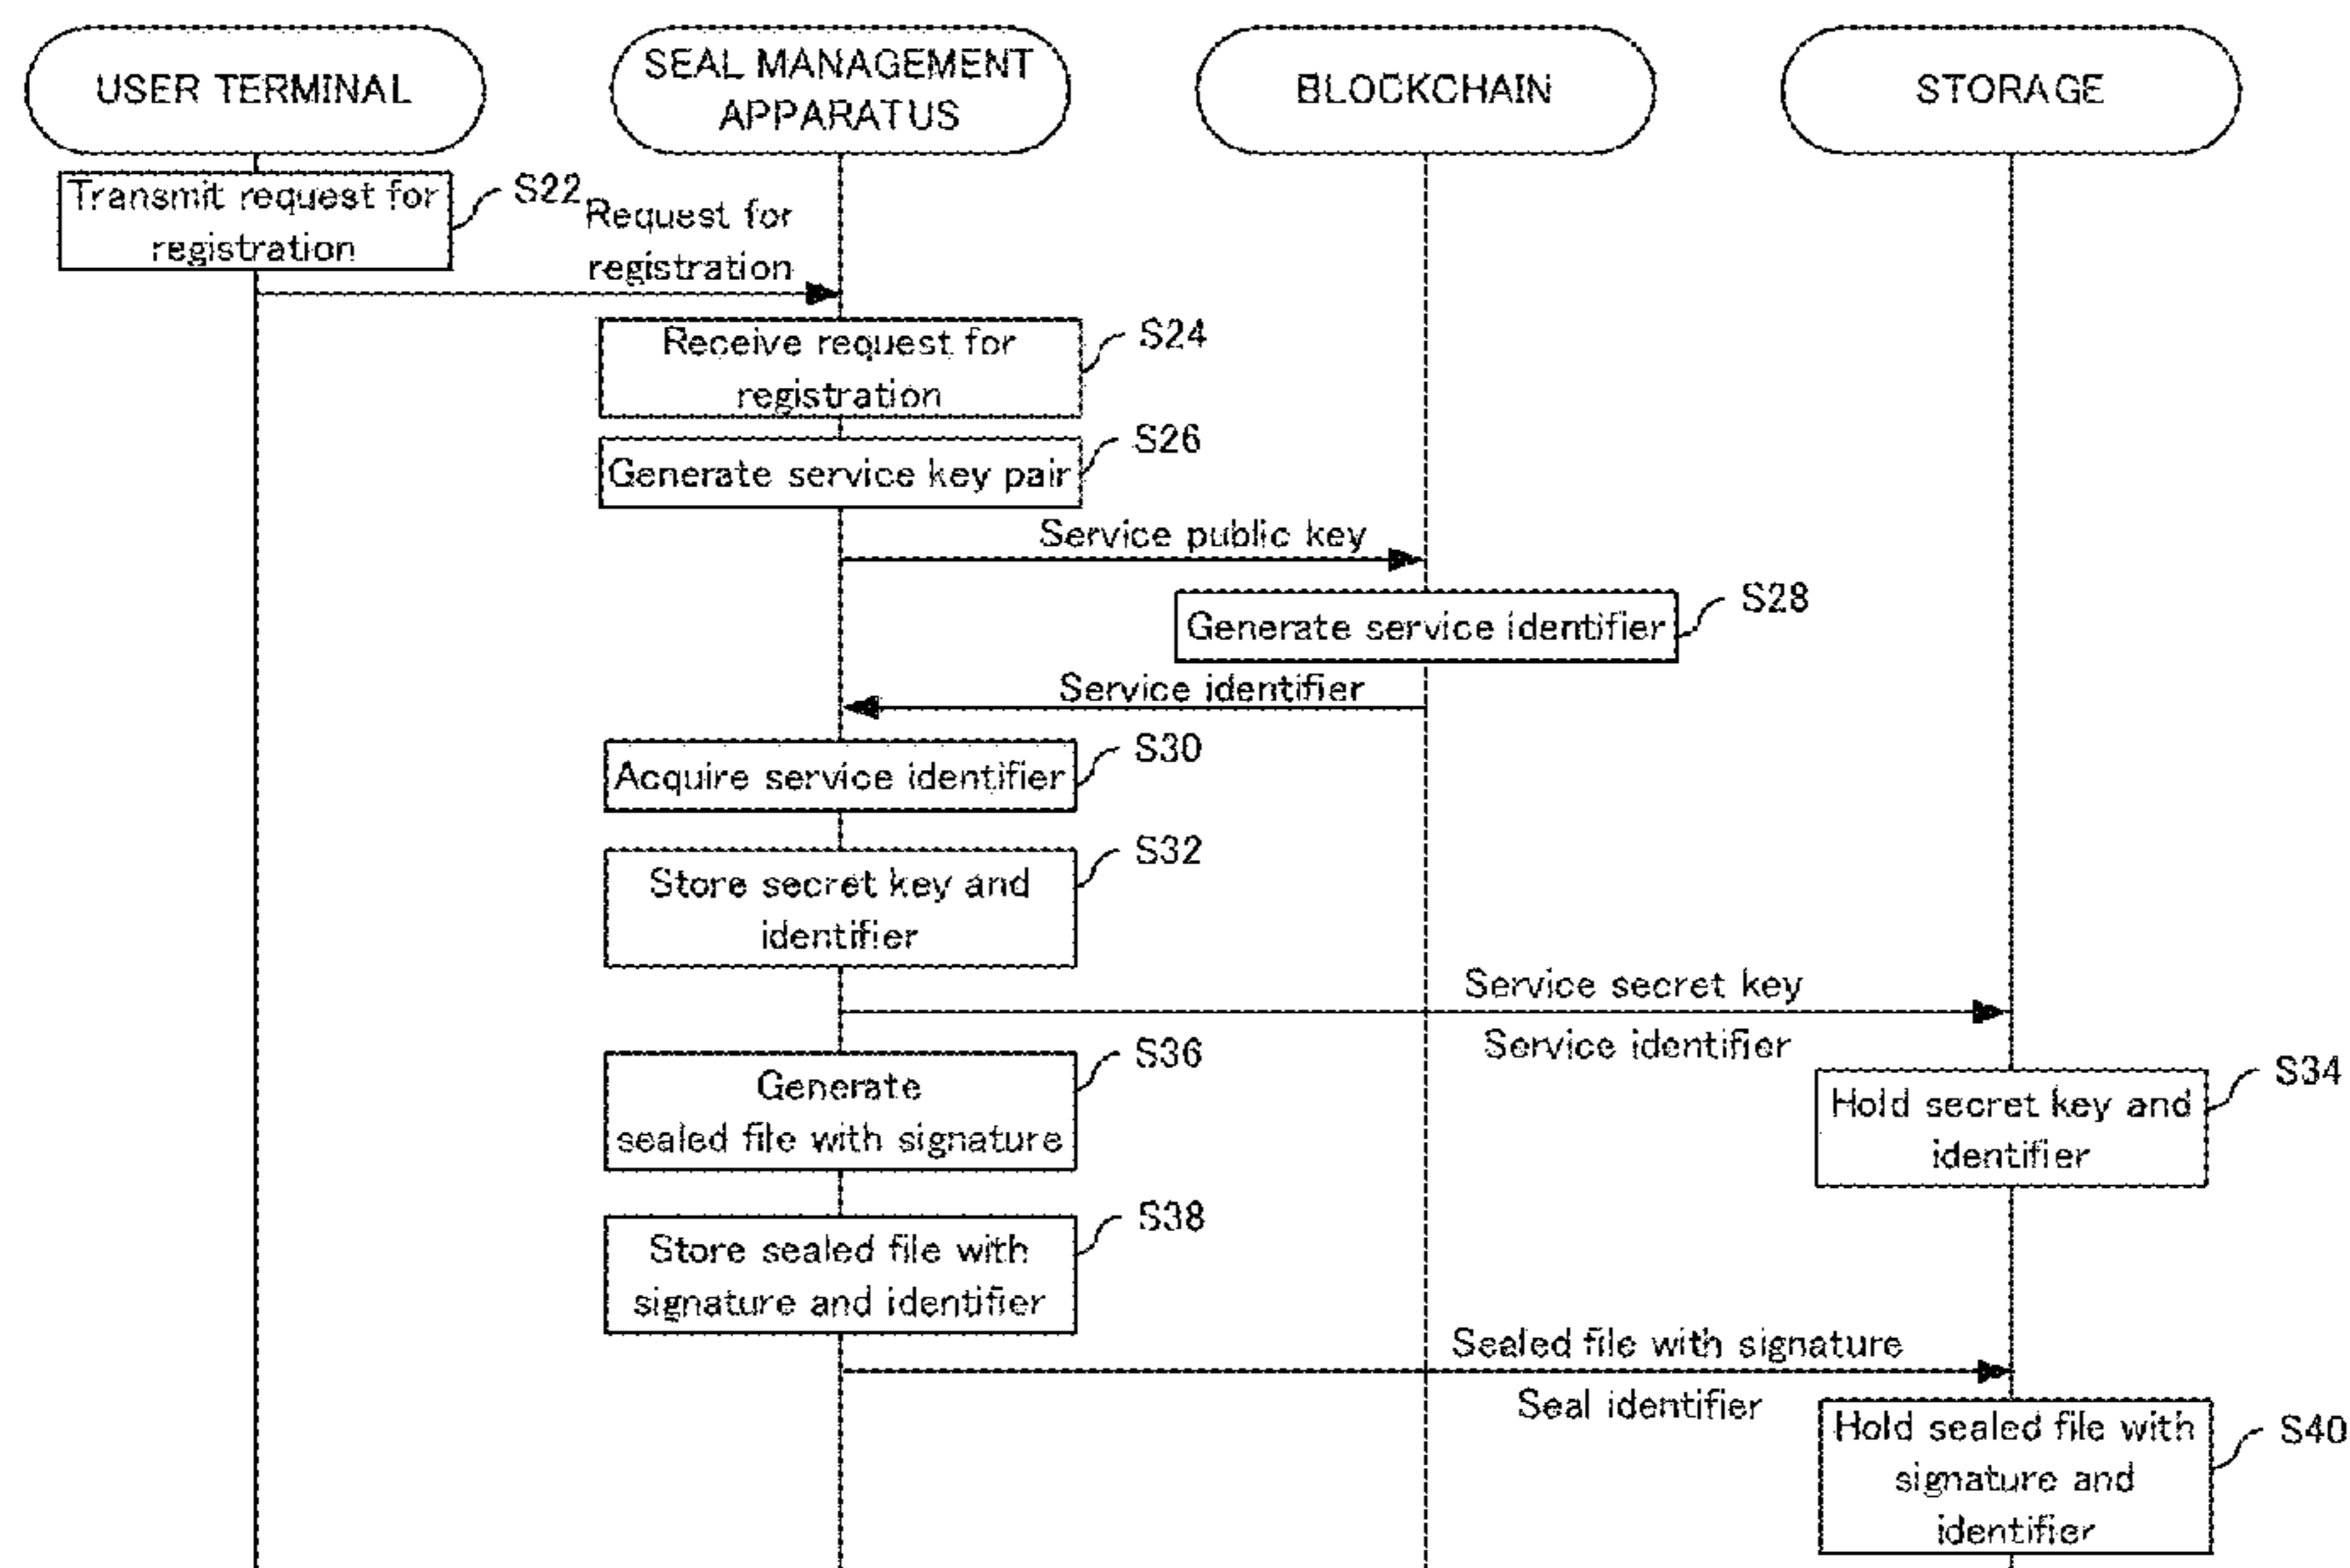 USER TERMINAL
SEAL MANAGEMENT
APPARATUS
BLOCKCHAIN
STORAGE
Transmit request for
registration
S22
Request for
registration
Receive request for
registration
S24
Generate service key pair
S26
Service public key
Generate service identifier
S28
Service identifier
Acquire service identifier
S30
Store secret key and
identifier
S32
Service secret key
Service identifier
Generate
sealed file with signature
S36
Hold secret key and
identifier
S34
Store sealed file with
signature and identifier
S38
Sealed file with signature
Seal identifier
Hold sealed file with
signature and
identifier
S40